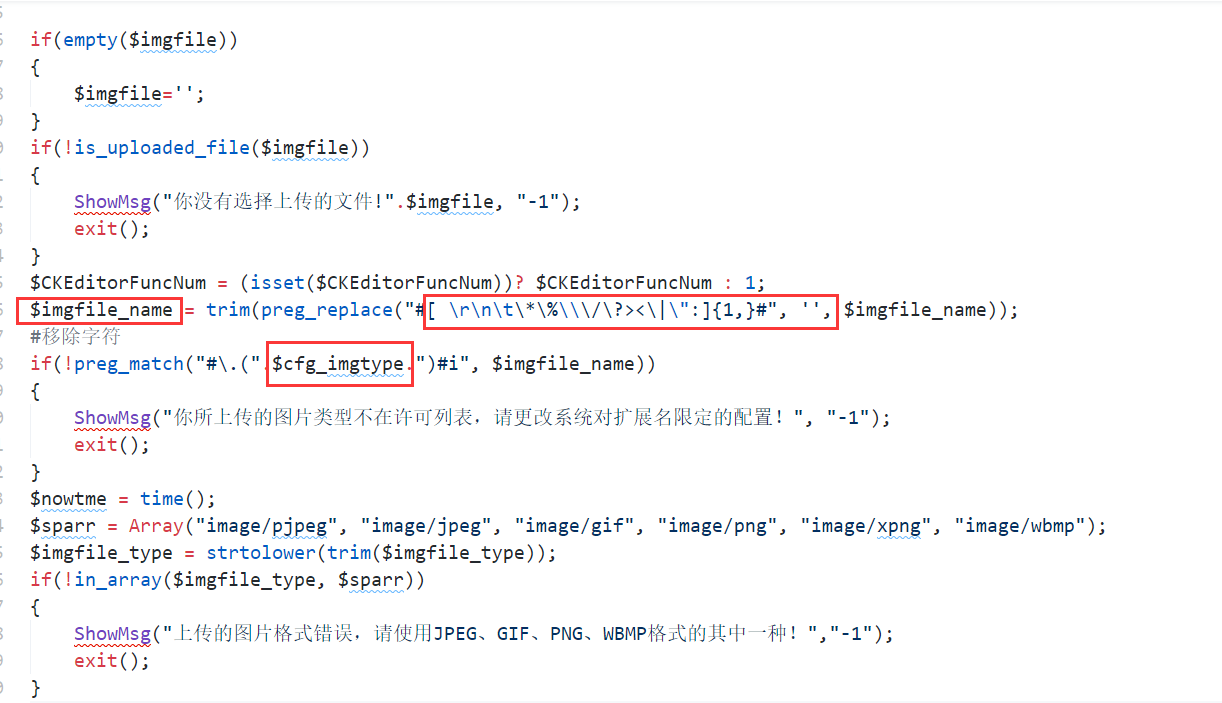 if(empty($imgfile))
{
    $imgfile='';
}
if(!is_uploaded_file($imgfile))
{
    ShowMsg("你没有选择上传的文件!".$imgfile, "-1");
    exit();
}
$CKEditorFuncNum = (isset($CKEditorFuncNum))? $CKEditorFuncNum : 1;
$imgfile_name = trim(preg_replace("#[ \r\n\t\*\%\\\/\?><\|\":]{1,}#", '', $imgfile_name));
#移除字符
if(!preg_match("#\.(".$cfg_imgtype.")#i", $imgfile_name))
{
    ShowMsg("你所上传的图片类型不在许可列表，请更改系统对扩展名限定的配置！", "-1");
    exit();
}
$nowtme = time();
$sparr = Array("image/pjpeg", "image/jpeg", "image/gif", "image/png", "image/xpng", "image/wbmp");
$imgfile_type = strtolower(trim($imgfile_type));
if(!in_array($imgfile_type, $sparr))
{
    ShowMsg("上传的图片格式错误，请使用JPEG、GIF、PNG、WBMP格式的其中一种！","-1");
    exit();
}